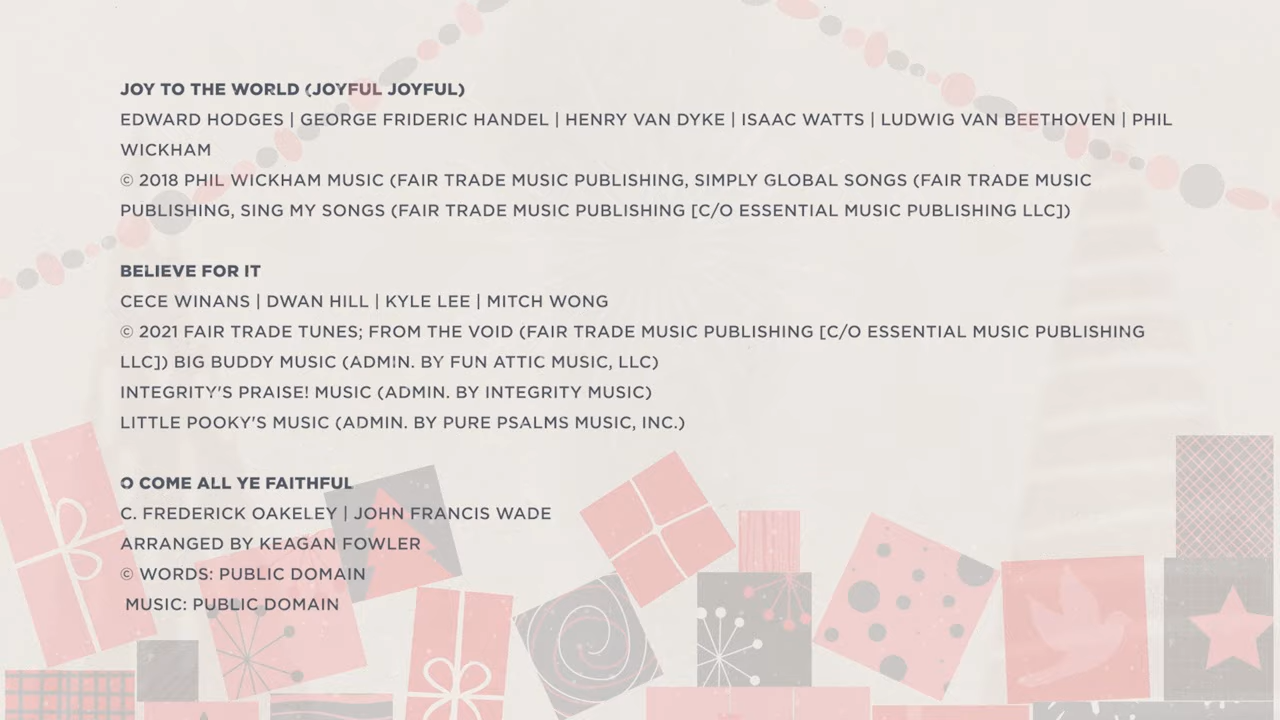 JOY TO THE WORLD (JOYFUL JOYFUL)
EDWARD HODGES | GEORGE FRIDERIC HANDEL | HENRY VAN DYKE | ISAAC WATTS | LUDWIG VAN BEETHOVEN | PHIL
WICKHAM
© 2018 PHIL WICKHAM MUSIC (FAIR TRADE MUSIC PUBLISHING, SIMPLY GLOBAL SONGS (FAIR TRADE MUSIC
PUBLISHING, SING MY SONGS (FAIR TRADE MUSIC PUBLISHING [C/O ESSENTIAL MUSIC PUBLISHING LLC])
BELIEVE FOR IT
CECE WINANS | DWAN HILL | KYLE LEE | MITCH WONG
© 2021 FAIR TRADE TUNES; FROM THE VOID (FAIR TRADE MUSIC PUBLISHING [C/O ESSENTIAL MUSIC PUBLISHING
LLC]) BIG BUDDY MUSIC (ADMIN. BY FUN ATTIC MUSIC, LLC)
INTEGRITY'S PRAISE! MUSIC (ADMIN. BY INTEGRITY MUSIC)
LITTLE POOKY'S MUSIC (ADMIN. BY PURE PSALMS MUSIC, INC.)
O COME ALL YE FAITHFUL
C. FREDERICK OAKELEY | JOHN FRANCIS WADE
ARRANGED BY KEAGAN FOWLER
© WORDS: PUBLIC DOMAIN
MUSIC: PUBLIC DOMAIN